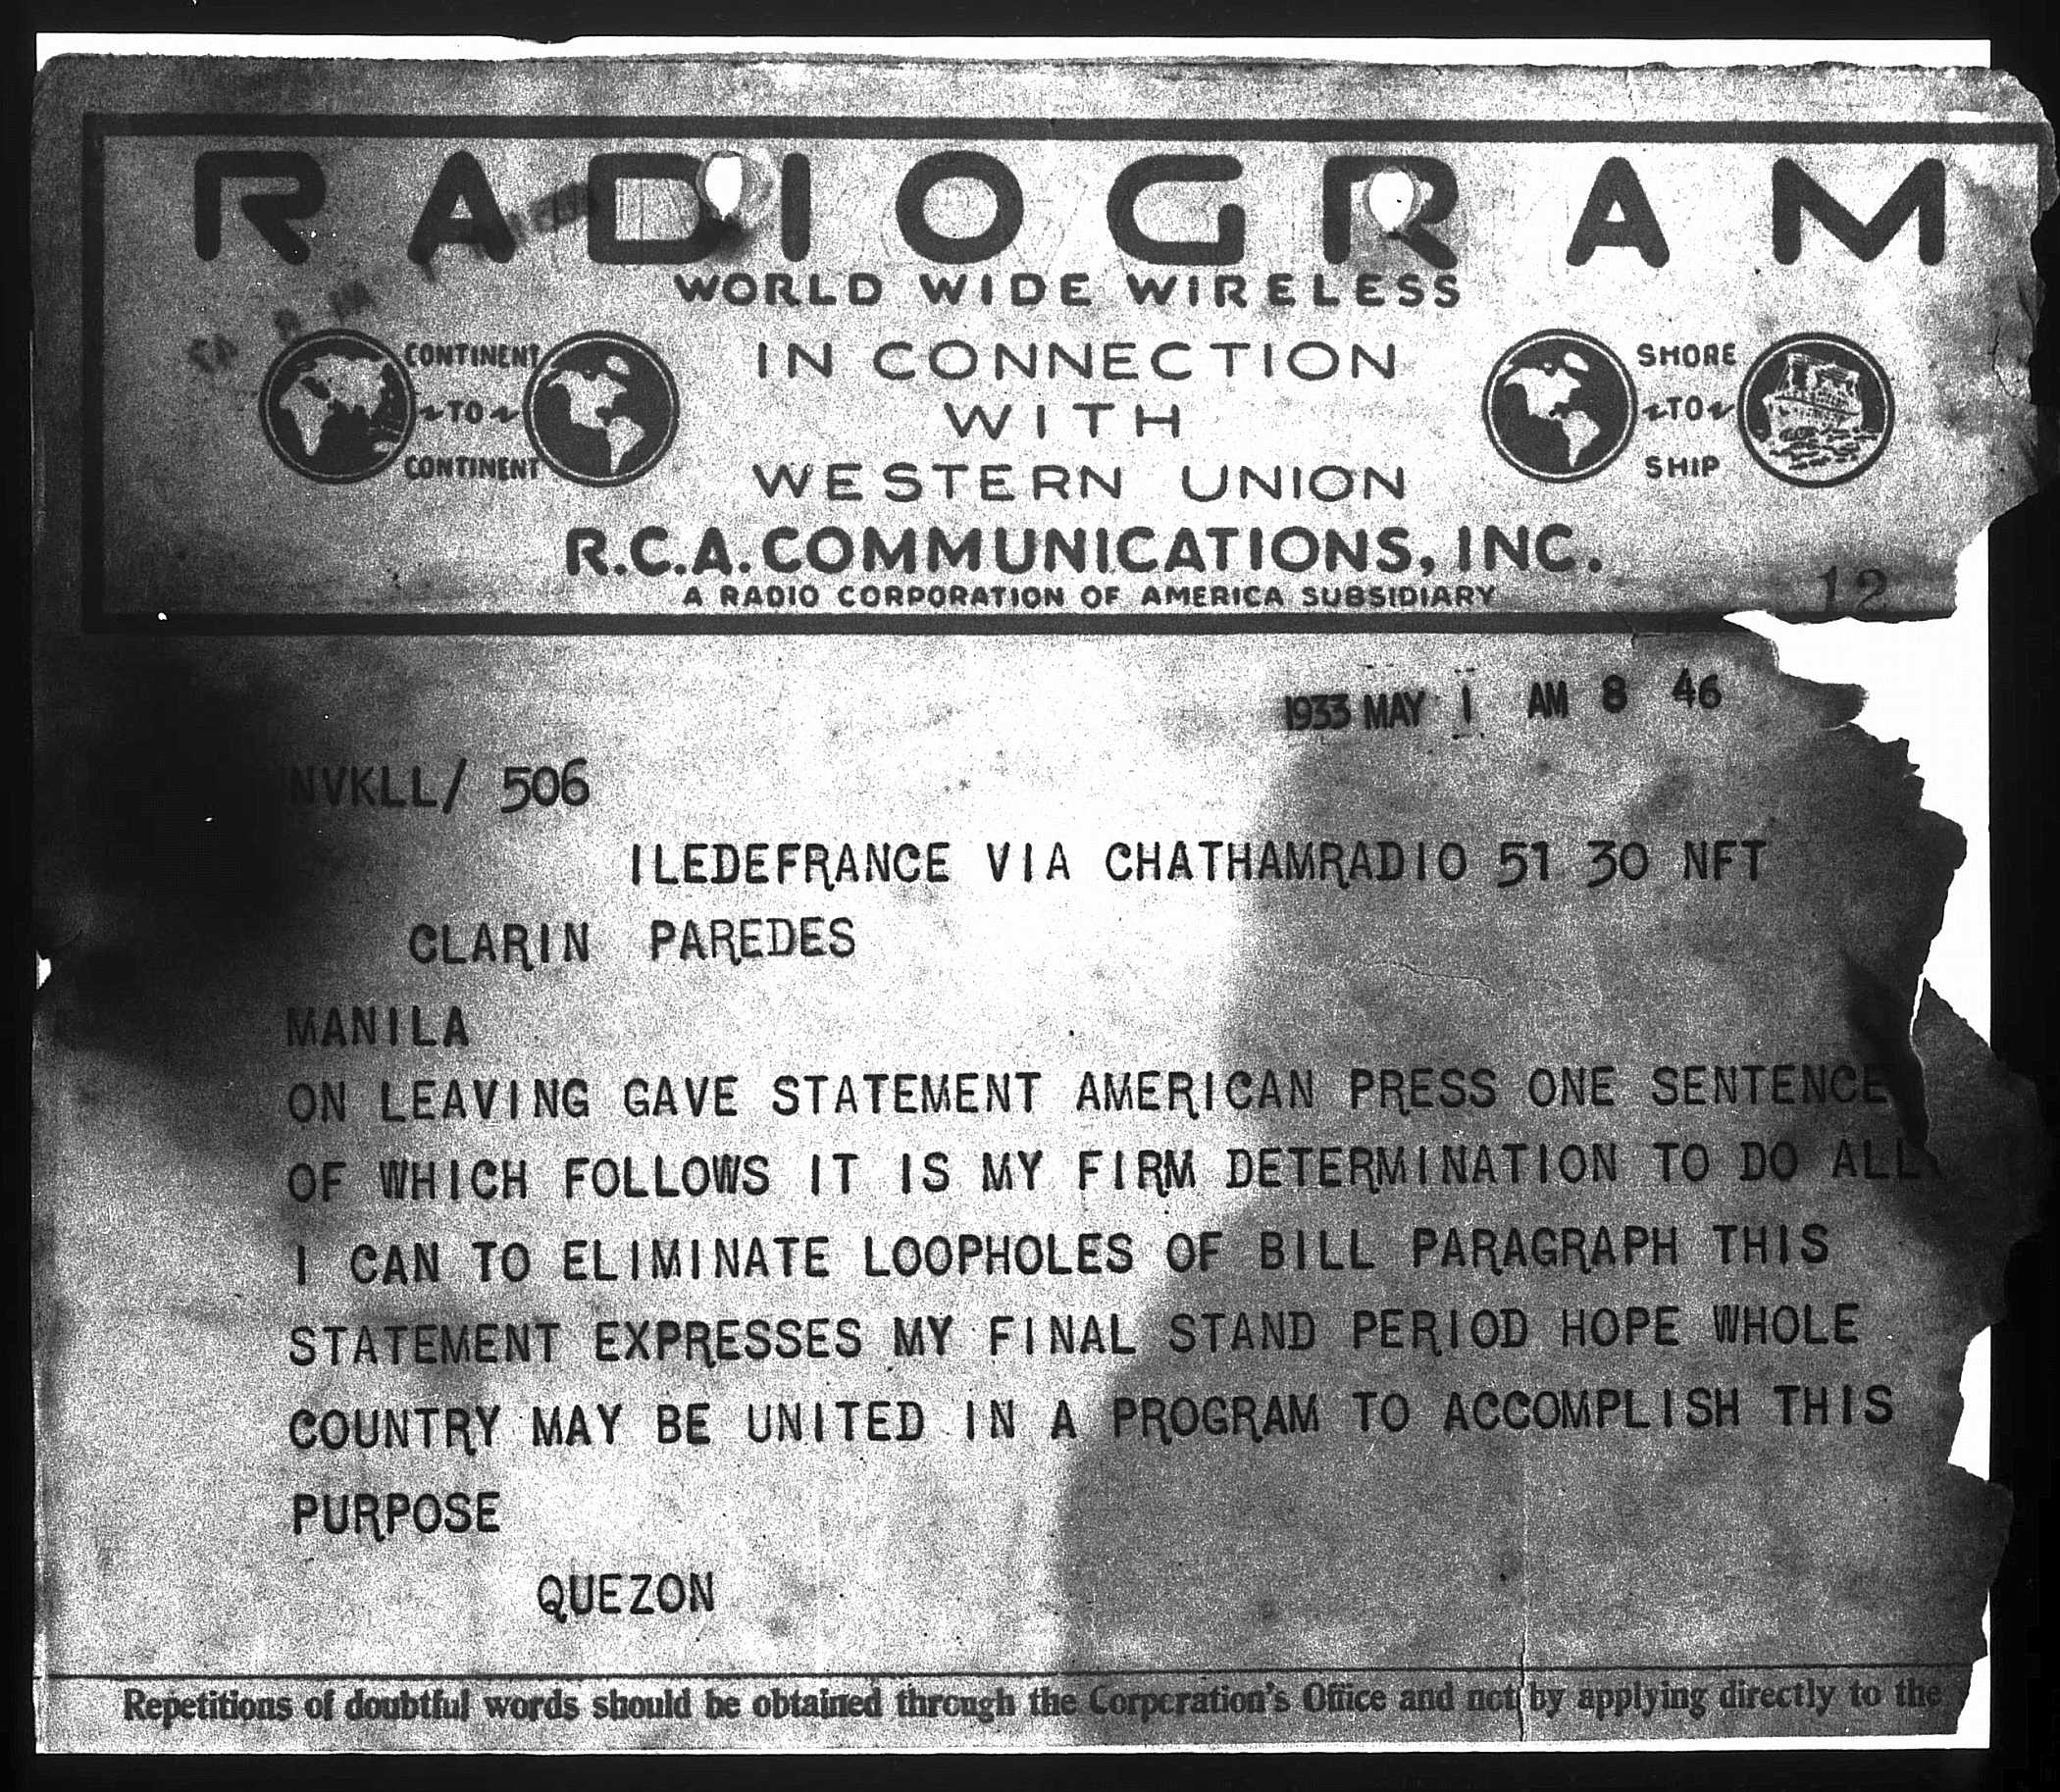 RADIOGRAM
WORLD WIDE WIRELESS
CONTINENT
TO
CONTINENT
IN CONNECTION
WITH
WESTERN UNION
SHORE
TO
SHIP
R.C.A. COMMUNICATIONS, INC.
A RADIO CORPORATION OF AMERICA SUBSIDIARY
12
1933 MAY 1 AM 8 46
NVKLL/ 506
ILEDEFRANCE VIA CHATHAMRADIO 51 30 NFT
CLARIN PAREDES
MANILA
ON LEAVING GAVE STATEMENT AMERICAN PRESS ONE SENTENCE
OF WHICH FOLLOWS IT IS MY FIRM DETERMINATION TO DO ALL
I CAN TO ELIMINATE LOOPHOLES OF BILL PARAGRAPH THIS
STATEMENT EXPRESSES MY FINAL STAND PERIOD HOPE WHOLE
COUNTRY MAY BE UNITED IN A PROGRAM TO ACCOMPLISH THIS
PURPOSE
QUEZON
Repetitions of doubtful words should be obtained through the Corporation's Office and not by applying directly to the